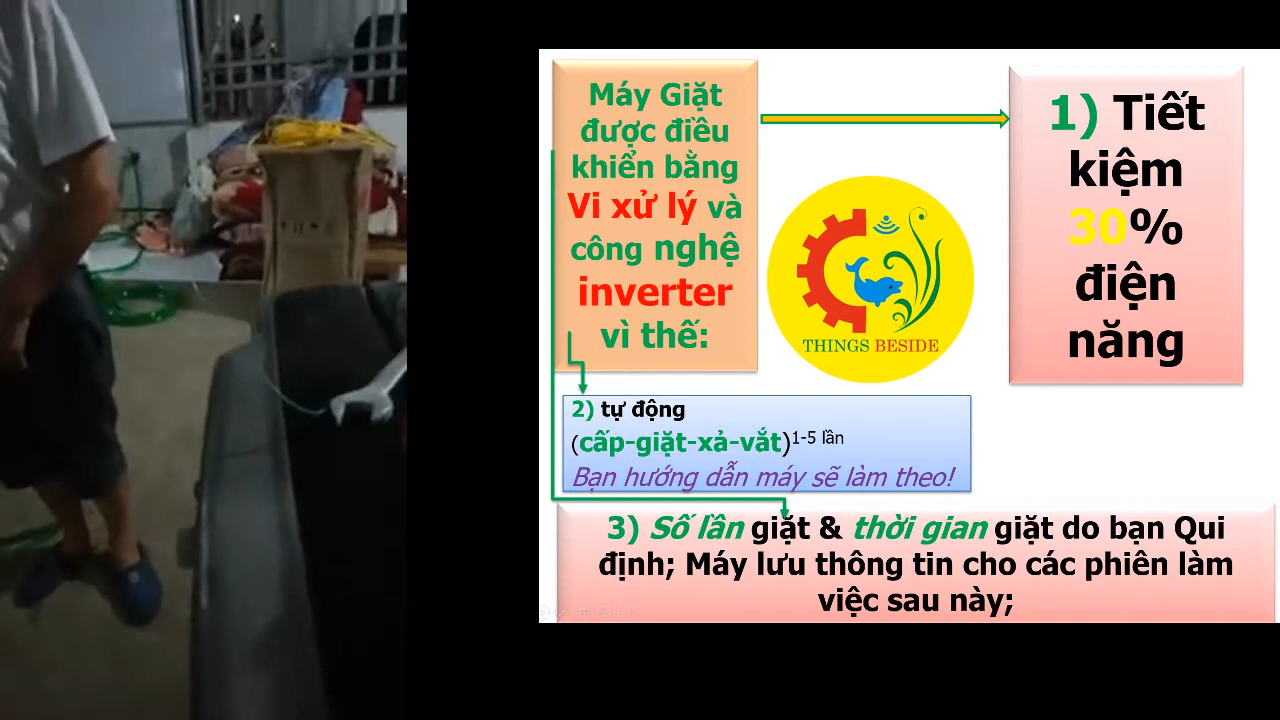 Máy Giặt
được điều
khiển bằng
Vi xử lý và
công nghệ
inverter
vì thế:
1) Tiết
kiệm
30%
điện
năng
THINGS BESIDE
2) tự động
(cấp-giặt-xả-vắt)1-5 lần
Bạn hướng dẫn máy sẽ làm theo!
3) Số lần giặt & thời gian giặt do bạn Qui
định; Máy lưu thông tin cho các phiên làm
việc sau này;